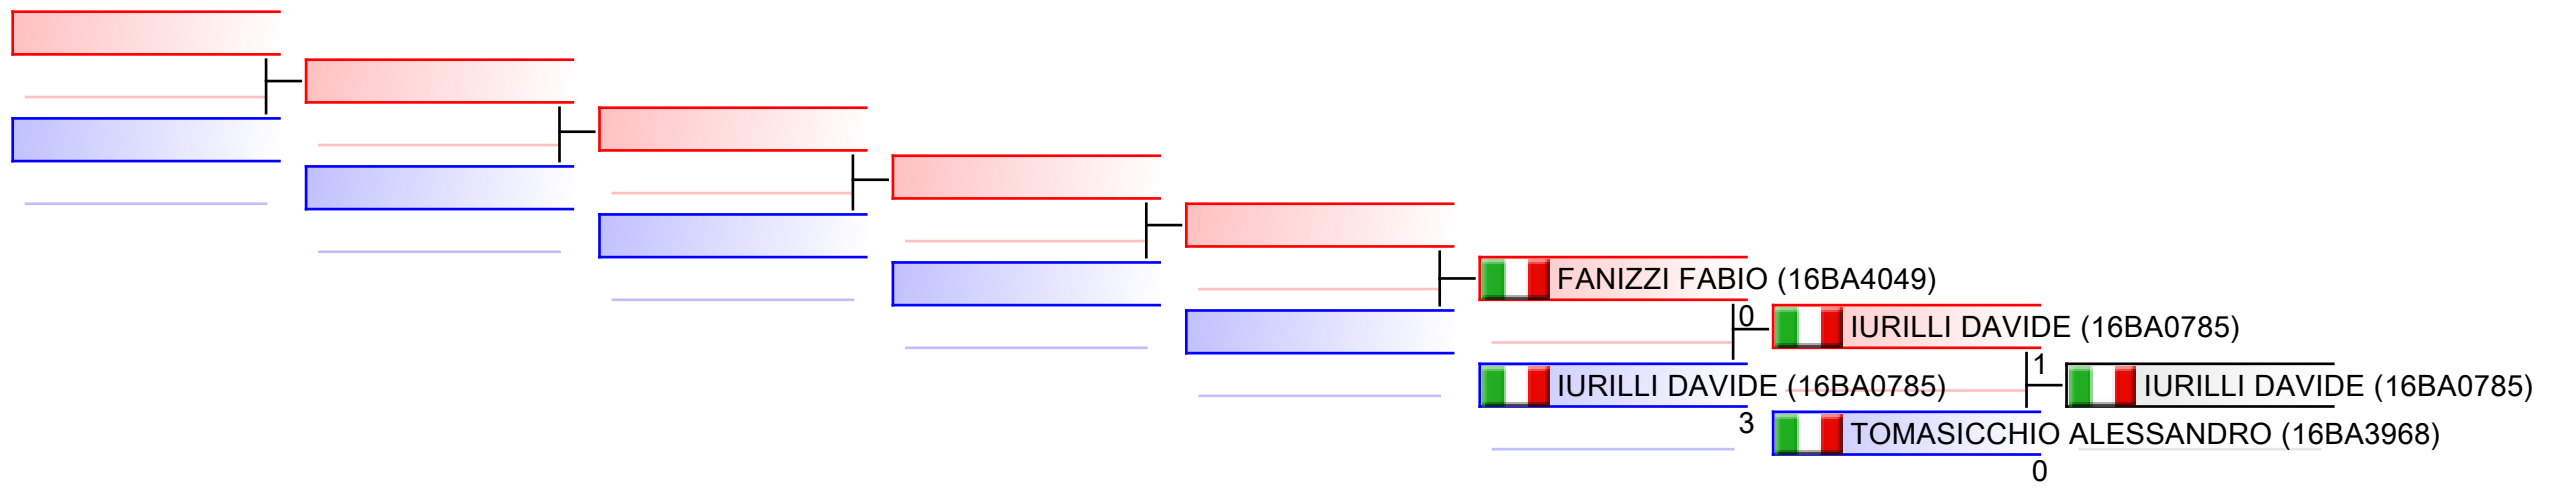 FANIZZI FABIO (16BA4049)
0
IURILLI DAVIDE (16BA0785)
1
IURILLI DAVIDE (16BA0785)
IURILLI DAVIDE (16BA0785)
3
TOMASICCHIO ALESSANDRO (16BA3968)
0